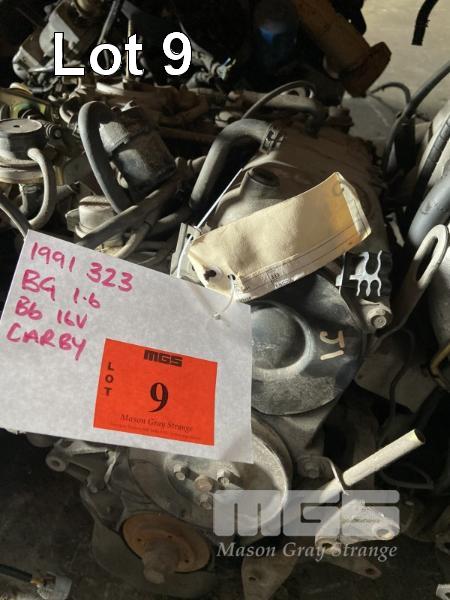 Lot 9
1991 323
BG 1.6
B6 16V
CARBY
MGS
LOT
9
Mason Gray Strange
J1
MGS
Mason Gray Strange